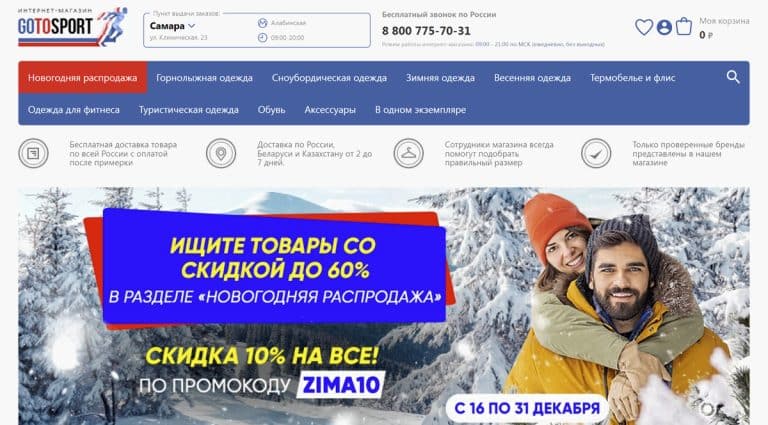 ИНТЕРНЕТ-МАГАЗИН
GOTOSPORT
Пункт выдачи заказов:
Самара
ул. Клиническая, 23
Алабинская
09:00 20:00
Бесплатный звонок по России
8 800 775-70-31
Режим работы интернет-магазина: 09:00 - 21:00 по МСК (ежедневно, без выходных)
Моя корзина
0 ₽
Новогодняя распродажа
Горнолыжная одежда
Сноубордическая одежда
Зимняя одежда
Весенняя одежда
Термобелье и флис
Одежда для фитнеса
Туристическая одежда
Обувь
Аксессуары
В одном экземпляре
Бесплатная доставка товара
по всей России с оплатой
после примерки
Доставка по России,
Беларуси и Казахстану от 2 до
7 дней.
Сотрудники магазина всегда
помогут подобрать
правильный размер
Только проверенные бренды
представлены в нашем
магазине
ИЩИТЕ ТОВАРЫ СО
СКИДКОЙ ДО 60%
В РАЗДЕЛЕ «НОВОГОДНЯЯ РАСПРОДАЖА»
СКИДКА 10% НА ВСЕ!
ПО ПРОМОКОДУ ZIMA10
С 16 ПО 31 ДЕКАБРЯ